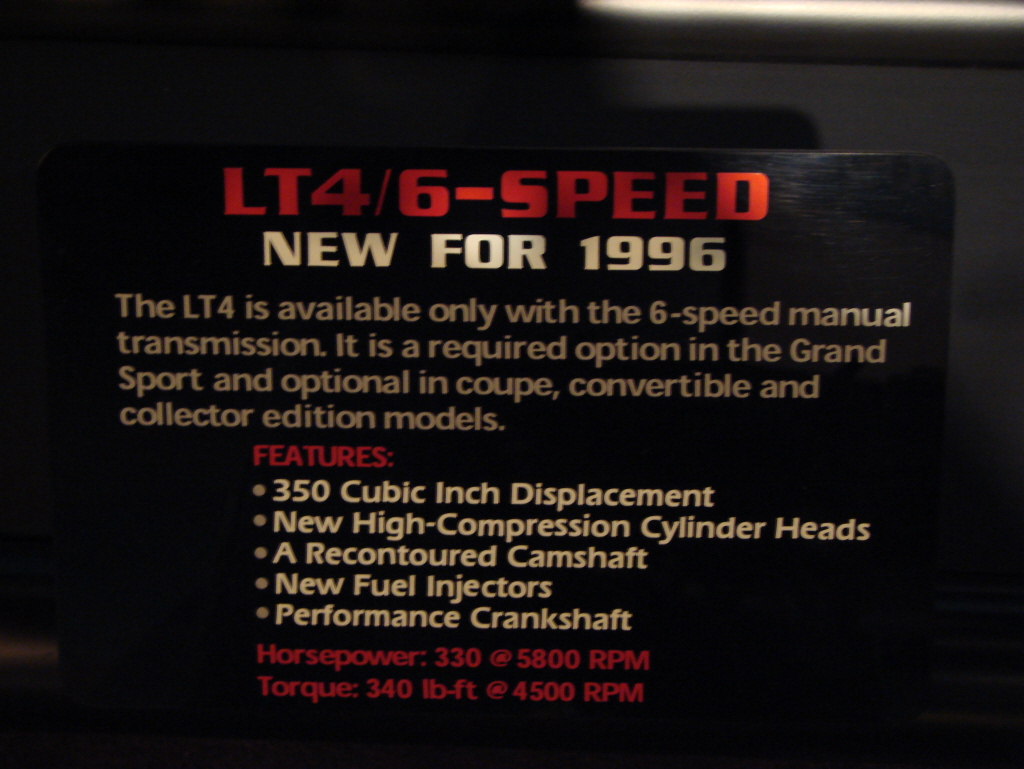 LT4/6-SPEED
NEW FOR 1996
The LT4 is available only with the 6-speed manual
transmission. It is a required option in the Grand
Sport and optional in coupe, convertible and
collector edition models.
FEATURES:
• 350 Cubic Inch Displacement
• New High-Compression Cylinder Heads
• A Recontoured Camshaft
• New Fuel Injectors
• Performance Crankshaft
Horsepower: 330 @ 5800 RPM
Torque: 340 lb-ft @ 4500 RPM